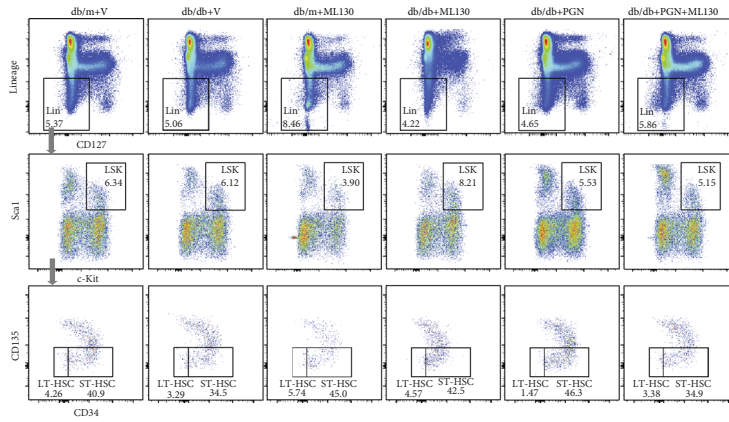 db/m+V db/db+V db/m+ML130 db/db+ML130 db/db+PGN db/db+PGN+ML130
Lineage
Lin Lin Lin Lin Lin Lin
5.37 5.06 8.46 4.22 4.65 5.86
CD127
Sca1
LSK LSK LSK LSK LSK LSK
6.34 6.12 3.90 8.21 5.53 5.15
c-Kit
CD135
LT-HSC ST-HSC LT-HSC ST-HSC LT-HSC ST-HSC LT-HSC ST-HSC LT-HSC ST-HSC LT-HSC ST-HSC
4.26 40.9 3.29 34.5 5.74 45.0 4.57 42.5 1.47 46.3 3.38 34.9
CD34